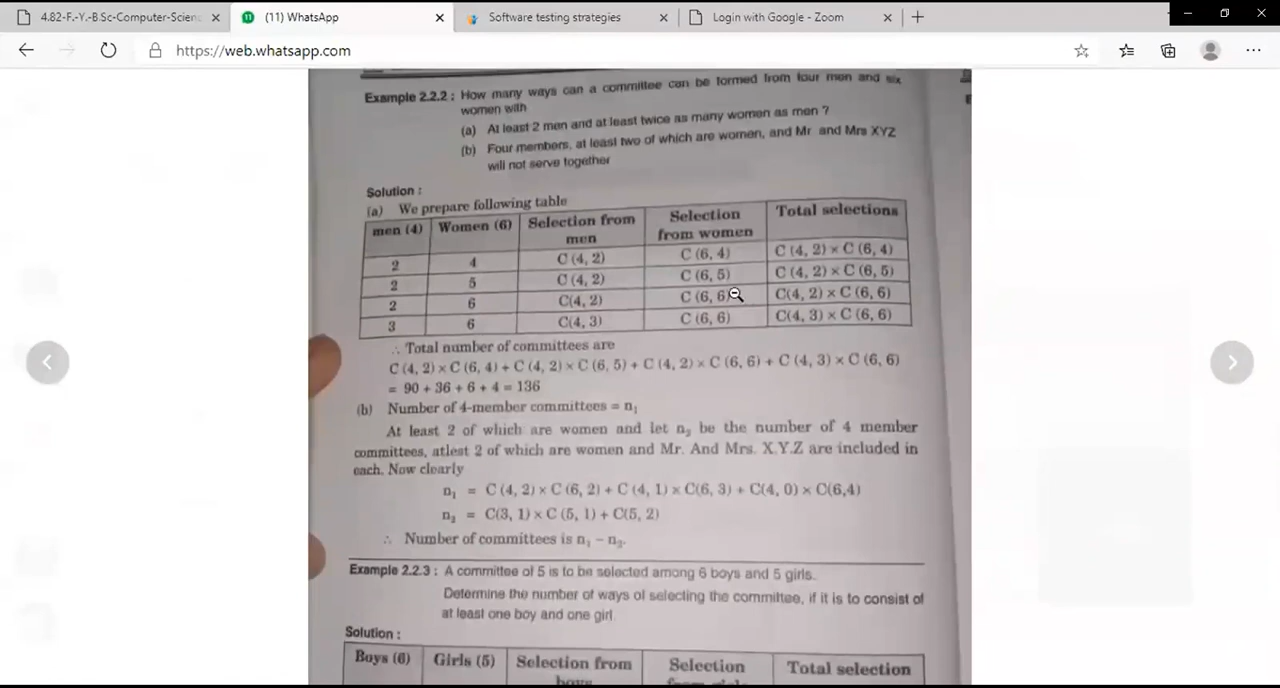 4.82-F.-Y.-B.Sc-Computer-Scienc
(11) WhatsApp
Software testing strategies
Login with Google - Zoom
https://web.whatsapp.com
Example 2.2.2 : How many ways can a committee can be formed from four men and six
women with
(a) At least 2 men and at least twice as many women as men ?
(b) Four members, at least two of which are women, and Mr. and Mrs XYZ
will not serve together
Solution :
(a) We prepare following table
men (4) Women (6) Selection from men Selection from women Total selections
2 4 C (4, 2) C (6, 4) C (4, 2) × C (6, 4)
2 5 C (4, 2) C (6, 5) C (4, 2) × C (6, 5)
2 6 C(4, 2) C (6, 6) C(4, 2) × C (6, 6)
3 6 C(4, 3) C (6, 6) C(4, 3) × C (6, 6)
∴ Total number of committees are
C (4, 2) × C (6, 4) + C (4, 2) × C (6, 5) + C (4, 2) × C (6, 6) + C (4, 3) × C (6, 6)
= 90 + 36 + 6 + 4 = 136
(b) Number of 4-member committees = n₁
At least 2 of which are women and let n₂ be the number of 4 member
committees, atlest 2 of which are women and Mr. And Mrs. X.Y.Z are included in
each. Now clearly
n₁ = C (4, 2) × C (6, 2) + C (4, 1) × C(6, 3) + C(4, 0) × C(6,4)
n₂ = C(3, 1) × C (5, 1) + C(5, 2)
∴ Number of committees is n₁ – n₂.
Example 2.2.3 : A committee of 5 is to be selected among 6 boys and 5 girls.
Determine the number of ways of selecting the committee, if it is to consist of
at least one boy and one girl
Solution :
Boys (6) Girls (5) Selection from boys Selection Total selection